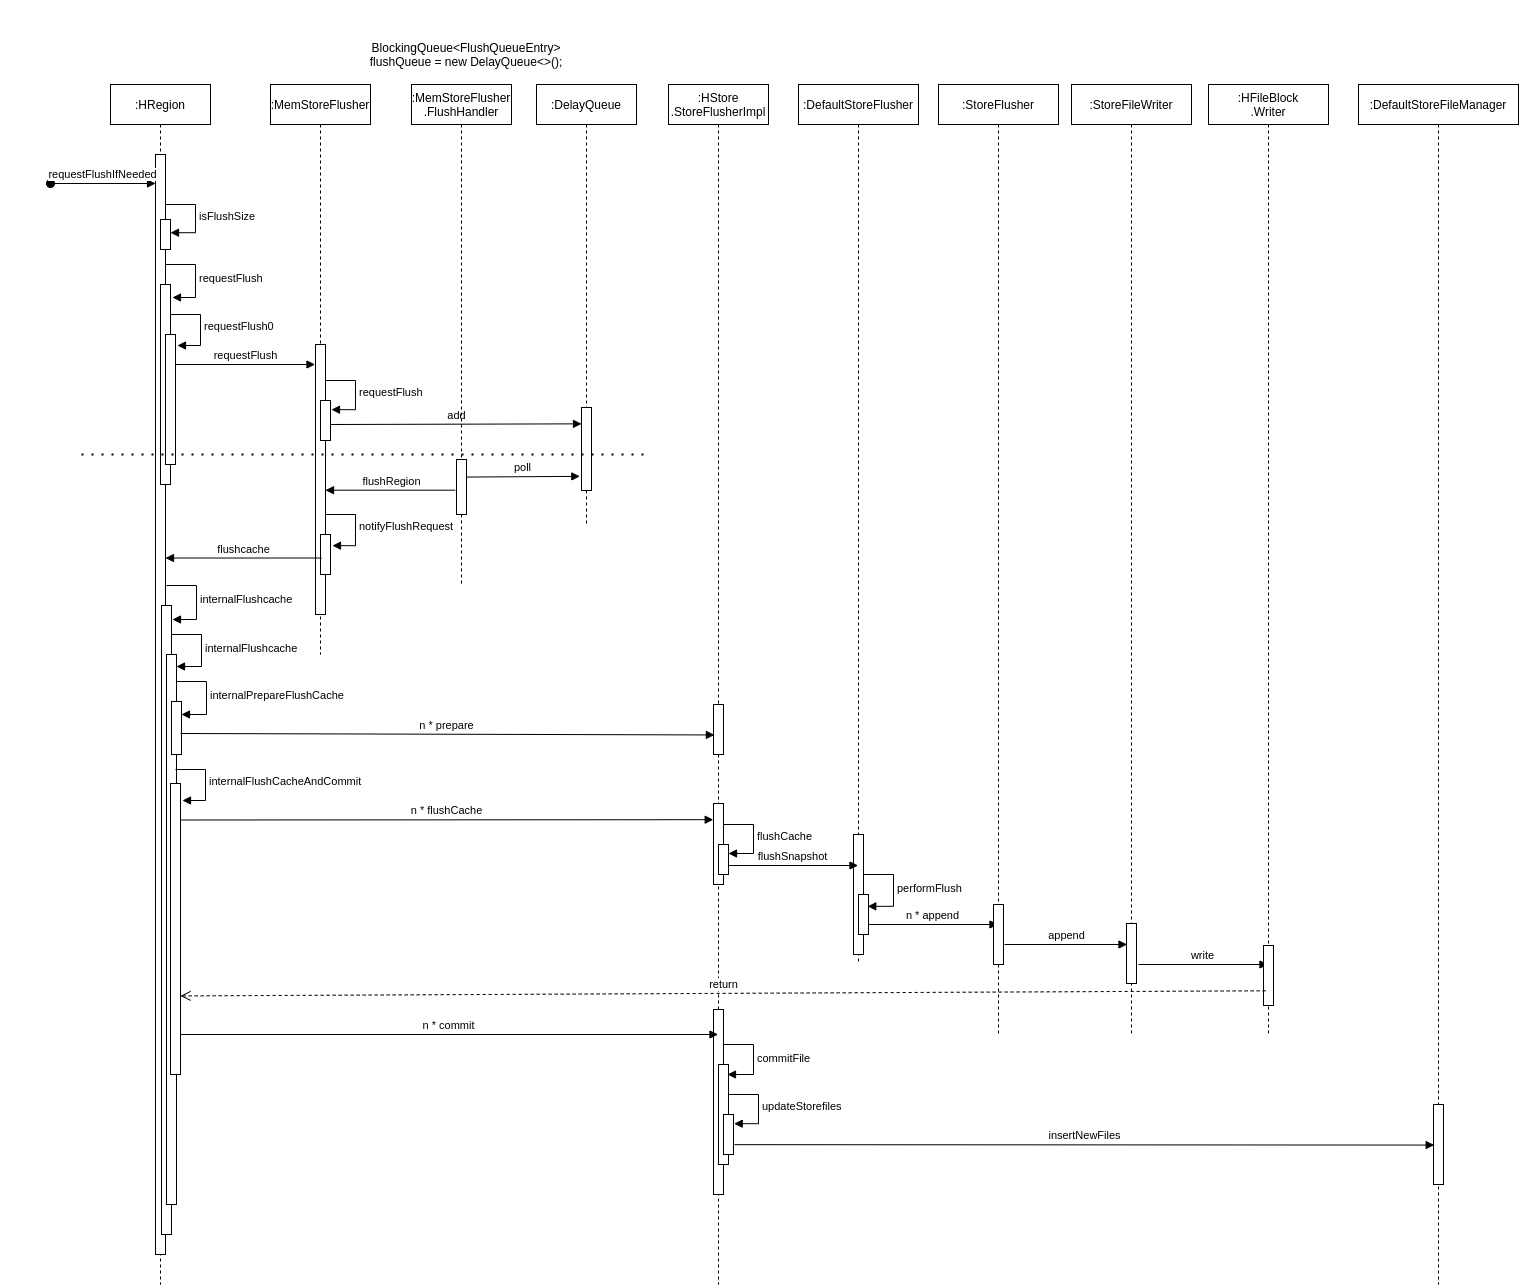 BlockingQueue<FlushQueueEntry>
flushQueue = new DelayQueue<>();
:HRegion
:MemStoreFlusher
:MemStoreFlusher
.FlushHandler
:DelayQueue
:HStore
.StoreFlusherImpl
:DefaultStoreFlusher
:StoreFlusher
:StoreFileWriter
:HFileBlock
.Writer
:DefaultStoreFileManager
requestFlushIfNeeded
isFlushSize
requestFlush
requestFlush0
requestFlush
requestFlush
add
poll
flushRegion
notifyFlushRequest
flushcache
internalFlushcache
internalFlushcache
internalPrepareFlushCache
n * prepare
internalFlushCacheAndCommit
n * flushCache
flushCache
flushSnapshot
performFlush
n * append
append
write
return
n * commit
commitFile
updateStorefiles
insertNewFiles